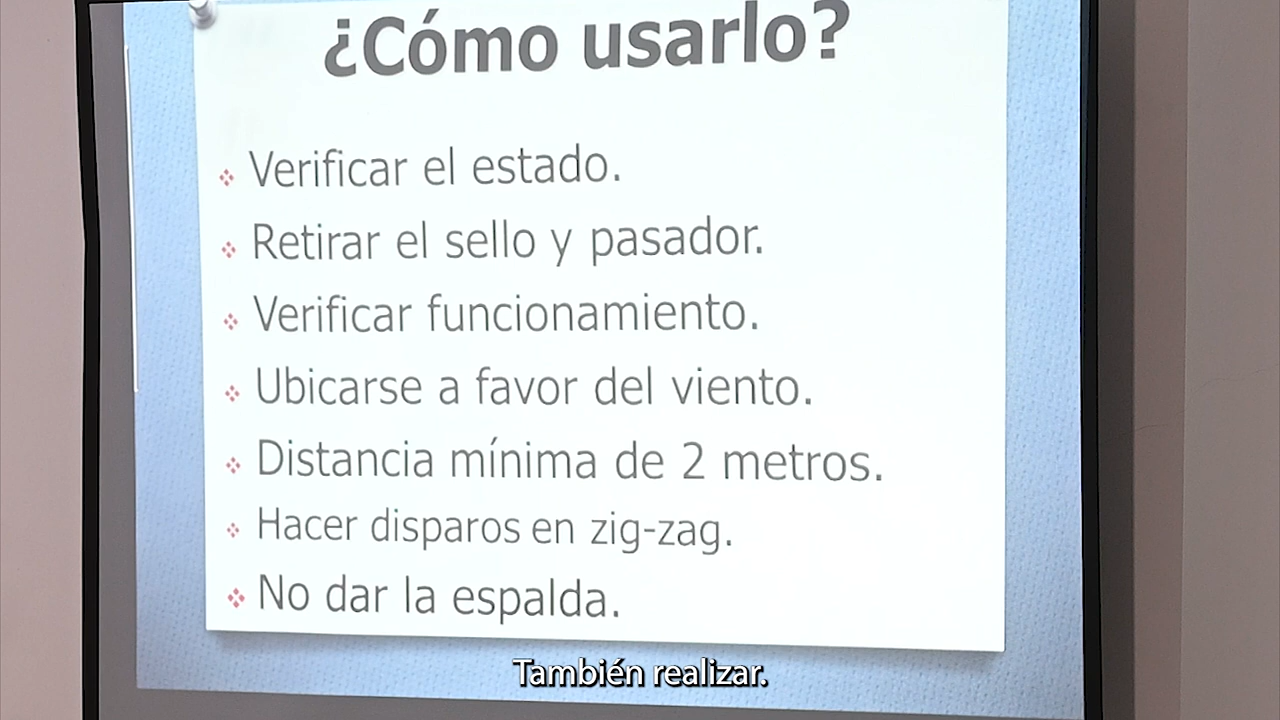 ¿Cómo usarlo?
Verificar el estado.
Retirar el sello y pasador.
Verificar funcionamiento.
Ubicarse a favor del viento.
Distancia mínima de 2 metros.
Hacer disparos en zig-zag.
No dar la espalda.
También realizar.